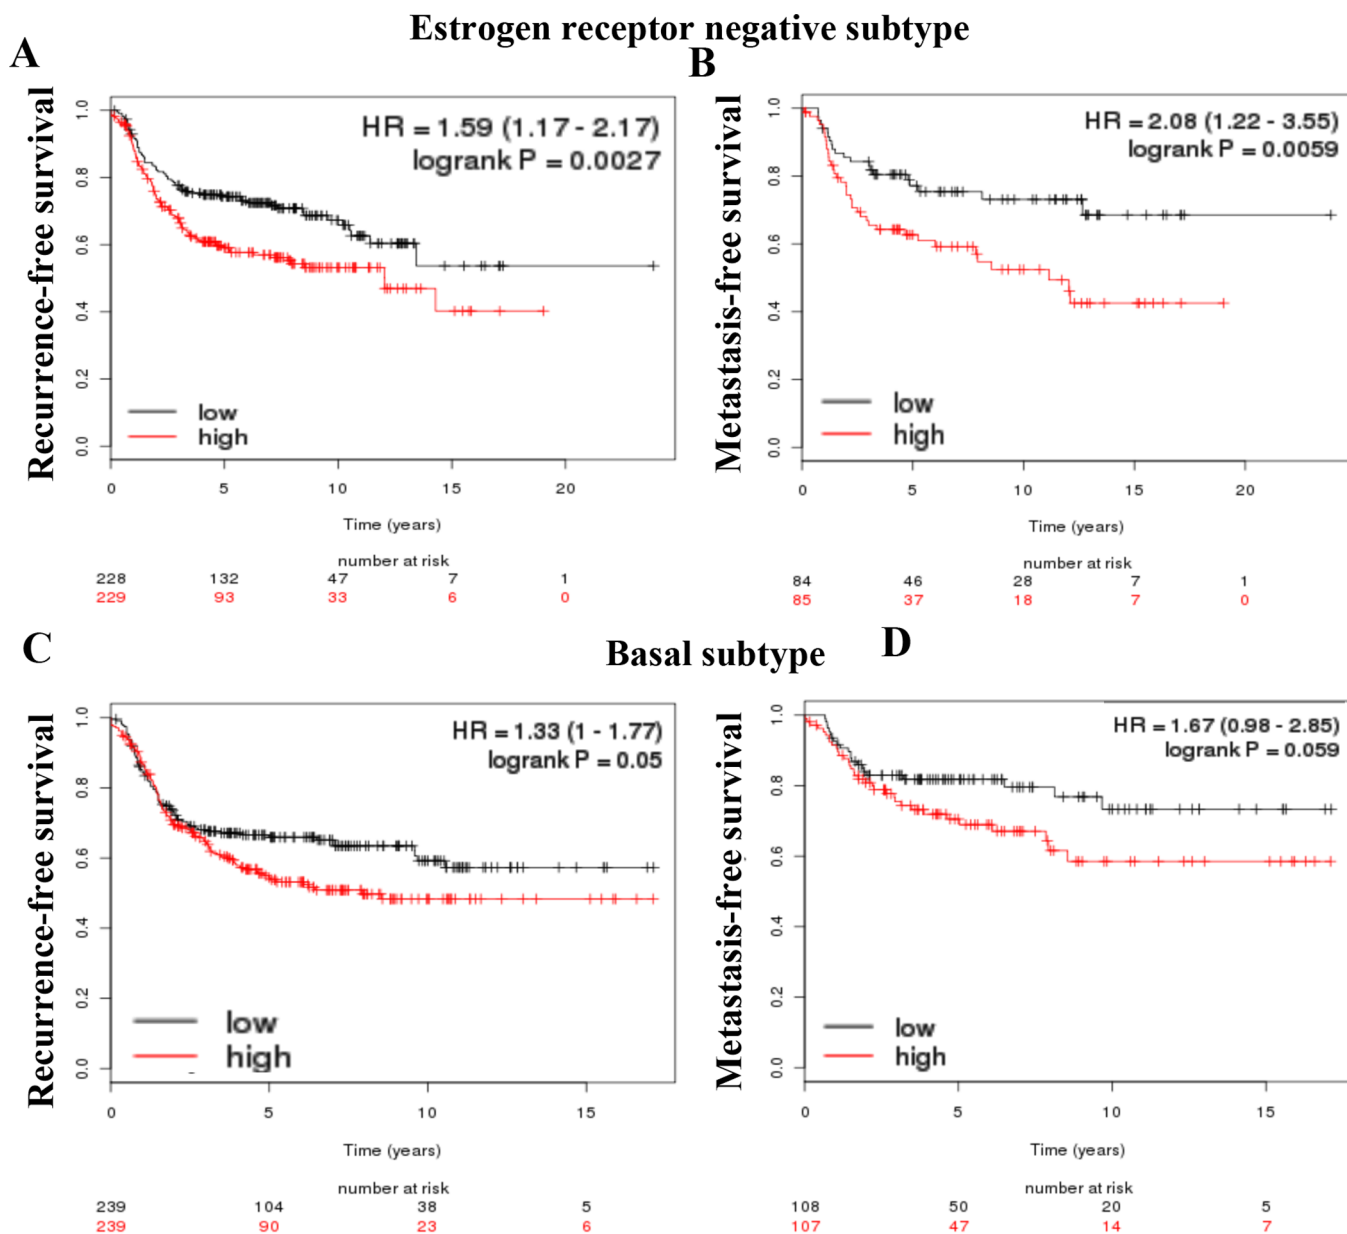 Estrogen receptor negative subtype
A
Recurrence-free survival
1.0
0.8
0.6
0.4
0.2
0.0
HR = 1.59 (1.17 - 2.17)
logrank P = 0.0027
low
high
0 5 10 15 20
Time (years)
number at risk
228 132 47 7 1
229 93 33 6 0
B
Metastasis-free survival
1.0
0.8
0.6
0.4
0.2
0.0
HR = 2.08 (1.22 - 3.55)
logrank P = 0.0059
low
high
0 5 10 15 20
Time (years)
number at risk
84 46 28 7 1
85 37 18 7 0
Basal subtype
C
Recurrence-free survival
1.0
0.8
0.6
0.4
0.2
0.0
HR = 1.33 (1 - 1.77)
logrank P = 0.05
low
high
0 5 10 15
Time (years)
number at risk
239 104 38 5
239 90 23 6
D
Metastasis-free survival
1.0
0.8
0.6
0.4
0.2
0.0
HR = 1.67 (0.98 - 2.85)
logrank P = 0.059
low
high
0 5 10 15
Time (years)
number at risk
108 50 20 5
107 47 14 7